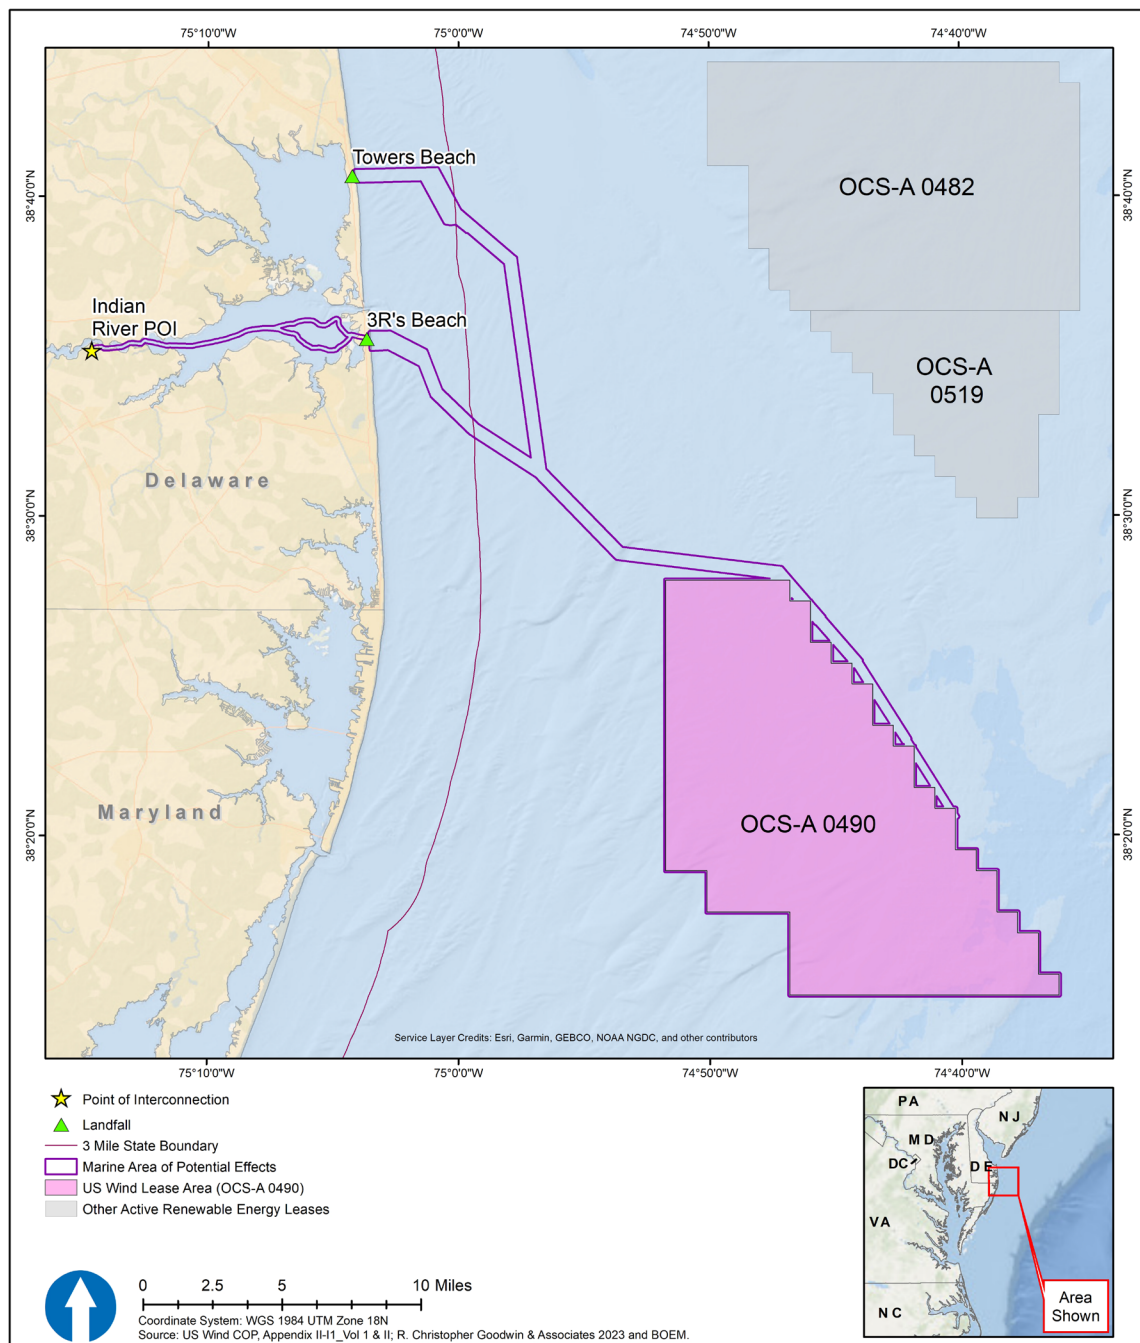 75°10'0"W
75°0'0"W
74°50'0"W
74°40'0"W
38°40'0"N
38°40'0"N
Towers Beach
OCS-A 0482
Indian
River POI
3R's Beach
OCS-A
0519
Delaware
38°30'0"N
38°30'0"N
Maryland
OCS-A 0490
38°20'0"N
38°20'0"N
Service Layer Credits: Esri, Garmin, GEBCO, NOAA NGDC, and other contributors
75°10'0"W
75°0'0"W
74°50'0"W
74°40'0"W
Point of Interconnection
Landfall
3 Mile State Boundary
Marine Area of Potential Effects
US Wind Lease Area (OCS-A 0490)
Other Active Renewable Energy Leases
PA
NJ
MD
DC
DE
VA
NC
Area
Shown
0 2.5 5 10 Miles
Coordinate System: WGS 1984 UTM Zone 18N
Source: US Wind COP, Appendix II-I1_Vol 1 & II; R. Christopher Goodwin & Associates 2023 and BOEM.